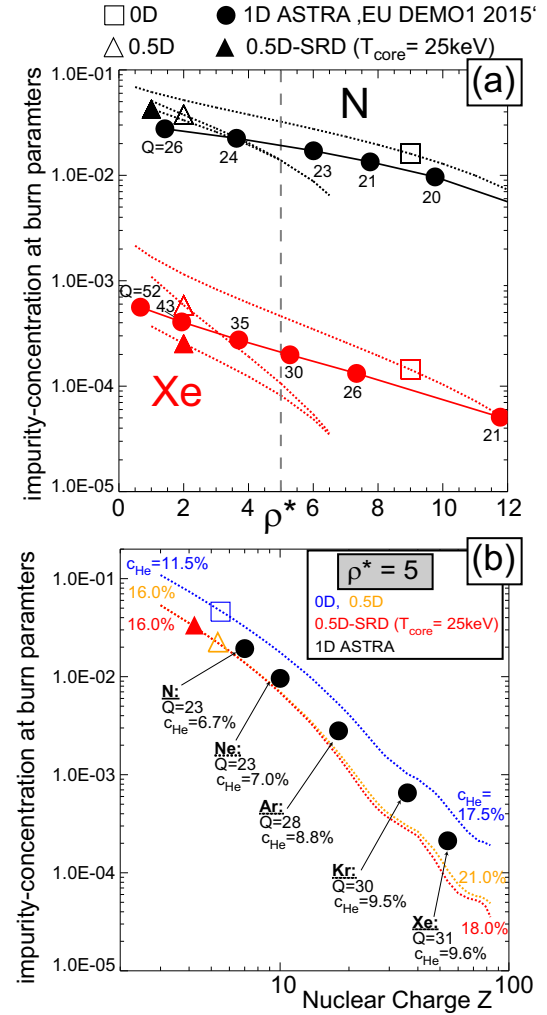 0D 1D ASTRA ‚EU DEMO1 2015‘
0.5D 0.5D-SRD (Tcore= 25keV)
(a)
impurity-concentration at burn paramters
1.0E-01
1.0E-02
1.0E-03
1.0E-04
1.0E-05
N
Q=26
24
23
21
20
Q=52
43
35
30
26
21
Xe
0 2 4 6 8 10 12
ρ*
(b)
impurity-concentration at burn paramters
1.0E-01
1.0E-02
1.0E-03
1.0E-04
1.0E-05
ρ* = 5
0D, 0.5D
0.5D-SRD (Tcore= 25keV)
1D ASTRA
cHe=11.5%
16.0%
16.0%
N:
Q=23
cHe=6.7%
Ne:
Q=23
cHe=7.0%
Ar:
Q=28
cHe=8.8%
Kr:
Q=30
cHe=9.5%
Xe:
Q=31
cHe=9.6%
cHe=
17.5%
21.0%
18.0%
10 100
Nuclear Charge Z